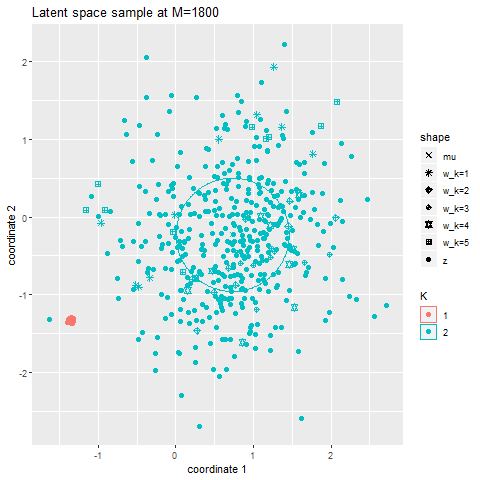 Latent space sample at M=1800
2
1
0
-1
-2
-1
0
1
2
coordinate 1
coordinate 2
shape
mu
w_k=1
w_k=2
w_k=3
w_k=4
w_k=5
z
K
1
2